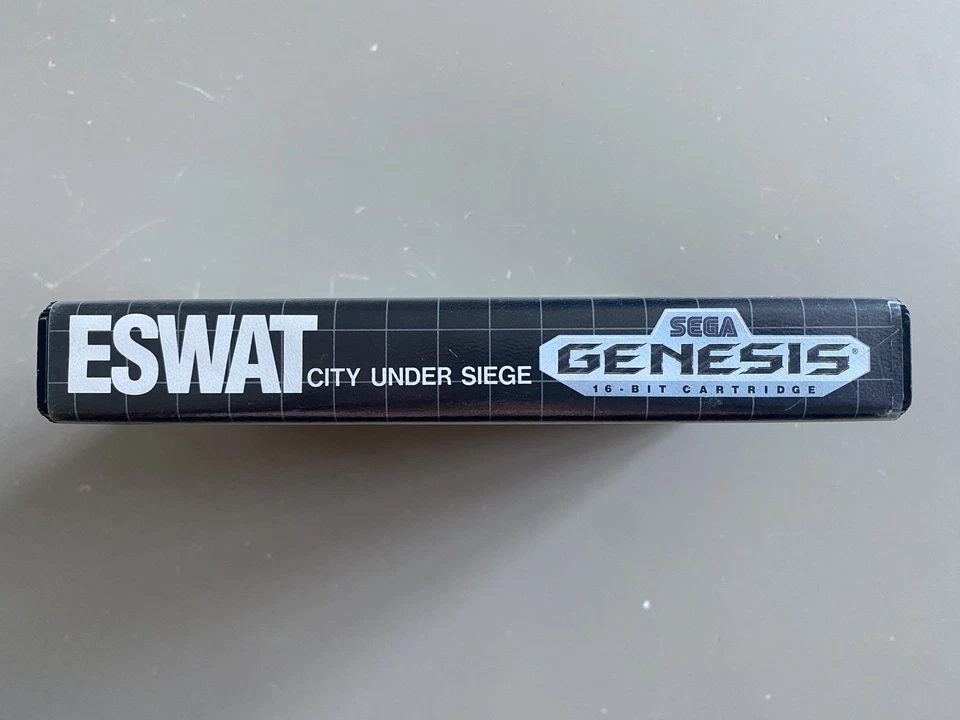 ESWAT CITY UNDER SIEGE
SEGA
GENESIS®
16-BIT CARTRIDGE